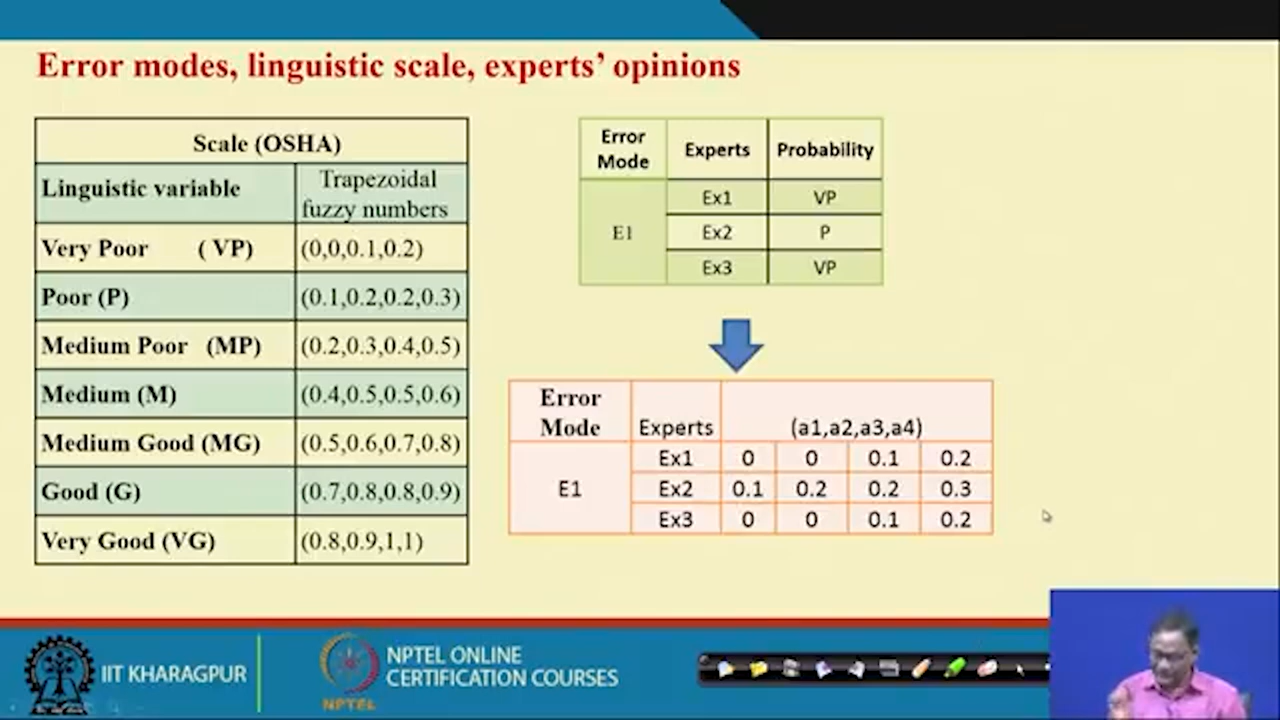 Error modes, linguistic scale, experts' opinions
Scale (OSHA)
Linguistic variable Trapezoidal fuzzy numbers
Very Poor ( VP) (0,0,0.1,0.2)
Poor (P) (0.1,0.2,0.2,0.3)
Medium Poor (MP) (0.2,0.3,0.4,0.5)
Medium (M) (0.4,0.5,0.5,0.6)
Medium Good (MG) (0.5,0.6,0.7,0.8)
Good (G) (0.7,0.8,0.8,0.9)
Very Good (VG) (0.8,0.9,1,1)
Error Mode Experts Probability
E1
Ex1 VP
Ex2 P
Ex3 VP
Error Mode Experts (a1,a2,a3,a4)
E1
Ex1 0 0 0.1 0.2
Ex2 0.1 0.2 0.2 0.3
Ex3 0 0 0.1 0.2
IIT KHARAGPUR
NPTEL
NPTEL ONLINE
CERTIFICATION COURSES